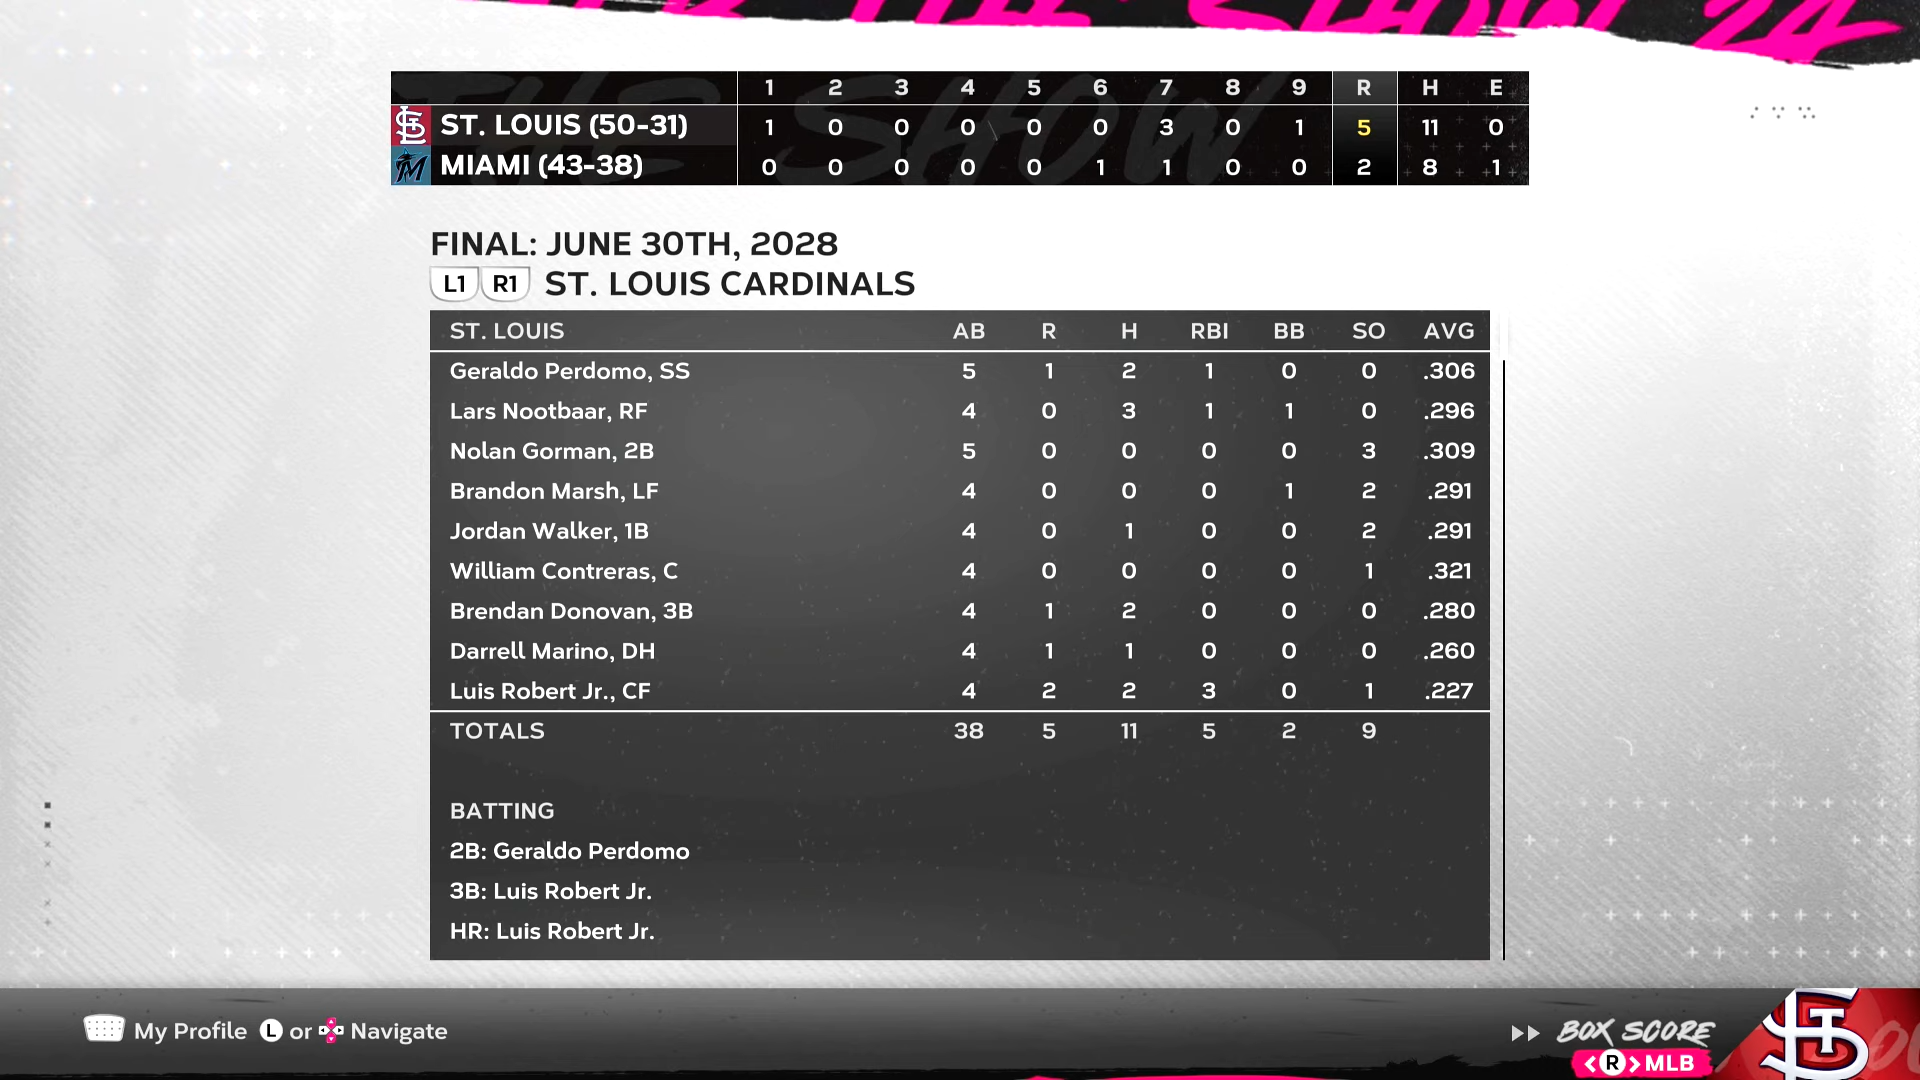 THE SHOW 24
1 2 3 4 5 6 7 8 9 R H E
ST. LOUIS (50-31) 1 0 0 0 0 0 3 0 1 5 11 0
MIAMI (43-38) 0 0 0 0 0 1 1 0 0 2 8 1
FINAL: JUNE 30TH, 2028
L1 R1 ST. LOUIS CARDINALS
ST. LOUIS AB R H RBI BB SO AVG
Geraldo Perdomo, SS 5 1 2 1 0 0 .306
Lars Nootbaar, RF 4 0 3 1 1 0 .296
Nolan Gorman, 2B 5 0 0 0 0 3 .309
Brandon Marsh, LF 4 0 0 0 1 2 .291
Jordan Walker, 1B 4 0 1 0 0 2 .291
William Contreras, C 4 0 0 0 0 1 .321
Brendan Donovan, 3B 4 1 2 0 0 0 .280
Darrell Marino, DH 4 1 1 0 0 0 .260
Luis Robert Jr., CF 4 2 2 3 0 1 .227
TOTALS 38 5 11 5 2 9
BATTING
2B: Geraldo Perdomo
3B: Luis Robert Jr.
HR: Luis Robert Jr.
My Profile L or Navigate
BOX SCORE
R MLB